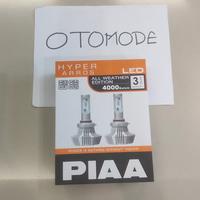 OTOMODE
HYPER
ARROS
LED
ALL WEATHER
EDITION
4000
3
PIAA